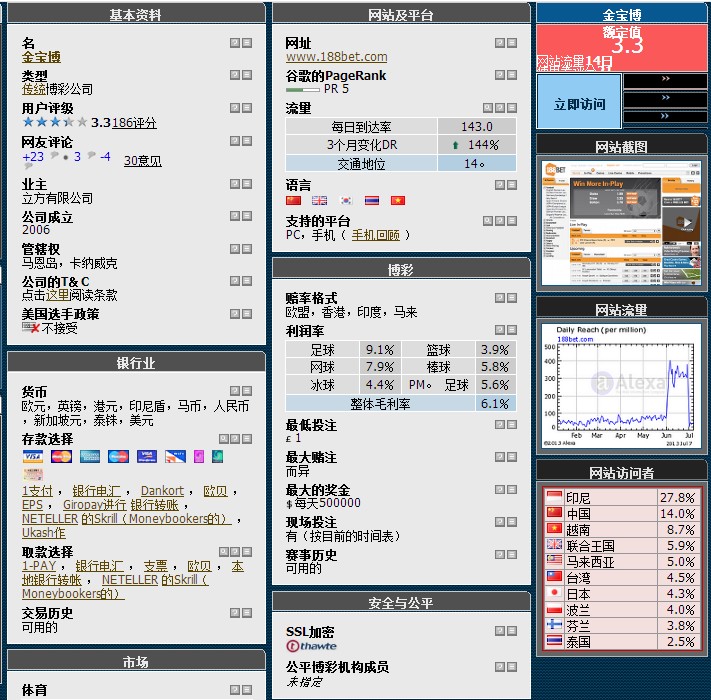 基本资料
名
金宝博
类型
传统博彩公司
用户评级
3.3 186评分
网友评论
+23 3 -4 30意见
业主
立方有限公司
公司成立
2006
管辖权
马恩岛，卡纳威克
公司的T& C
点击这里阅读条款
美国选手政策
不接受
银行业
货币
欧元，英镑，港元，印尼盾，马币，人民币
，新加坡元，泰铢，美元
存款选择
VISA
1支付 ， 银行电汇 ， Dankort ， 欧贝 ，
EPS ， Giropay进行 银行转账 ，
NETELLER 的Skrill（Moneybookers的） ，
Ukash作
取款选择
1-PAY ， 银行电汇 ， 支票 ， 欧贝 ， 本
地银行转账 ， NETELLER 的Skrill（
Moneybookers的）
交易历史
可用的
市场
体育
网站及平台
网址
www.188bet.com
谷歌的PageRank
PR 5
流量
每日到达率 143.0
3个月变化DR 144%
交通地位 14。
语言
支持的平台
PC，手机（ 手机回顾 ）
博彩
赔率格式
欧盟，香港，印度，马来
利润率
足球 9.1% 篮球 3.9%
网球 7.9% 棒球 5.8%
冰球 4.4% PM。 足球 5.6%
整体毛利率 6.1%
最低投注
£ 1
最大赌注
而异
最大的奖金
$ 每天500000
现场投注
有（按目前的时间表）
赛事历史
可用的
安全与公平
SSL加密
thawte
公平博彩机构成员
未指定
金宝博
额定值
3.3
网站流量14日
立即访问
››
››
››
网站截图
188BET
Win More In-Play
网站流量
Daily Reach (per million)
188bet.com
500
400
300
200
100
0
Alexa
Feb Mar Apr May Jun Jul
©2013 Alexa 2013 Jul 7
网站访问者
印尼 27.8%
中国 14.0%
越南 8.7%
联合王国 5.9%
马来西亚 5.0%
台湾 4.5%
日本 4.3%
波兰 4.0%
芬兰 3.8%
泰国 2.5%